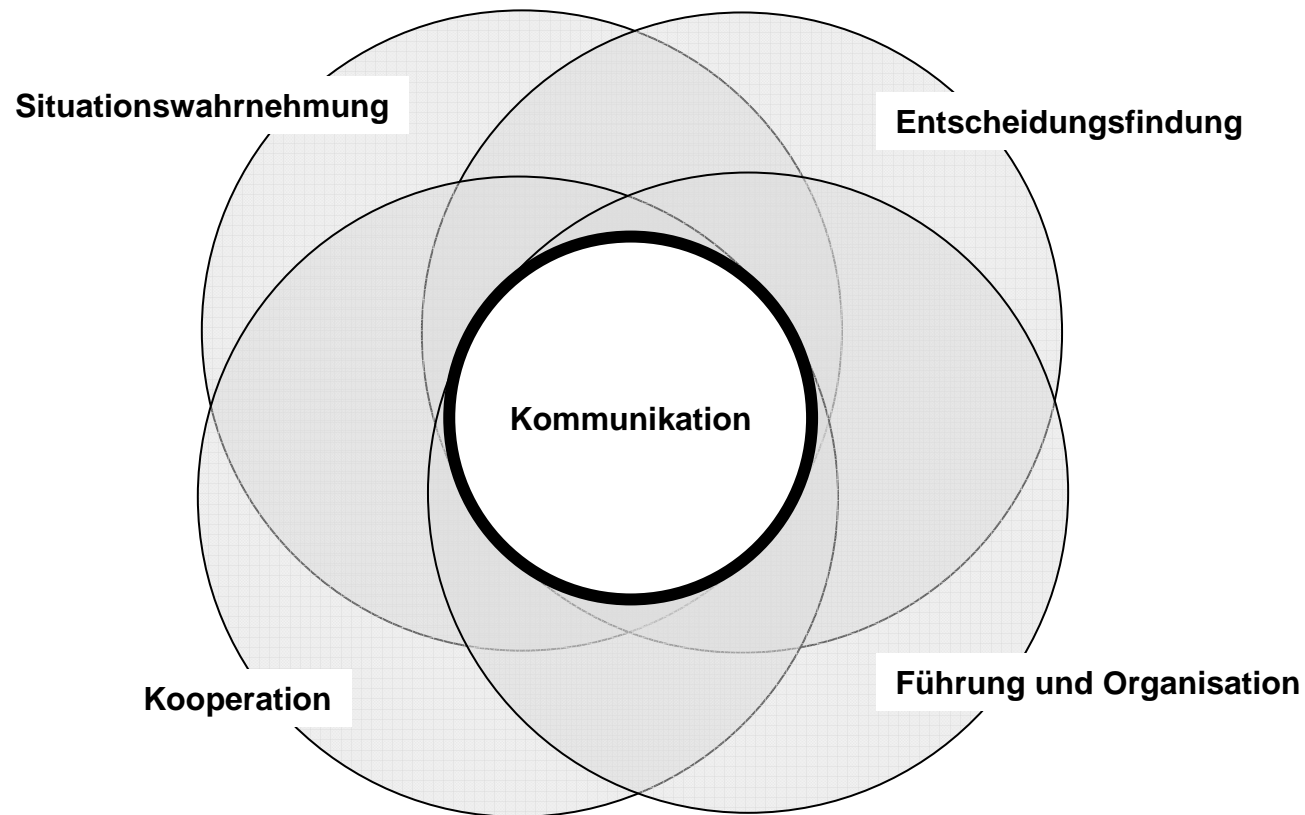 Situationswahrnehmung
Entscheidungsfindung
Kommunikation
Kooperation
Führung und Organisation